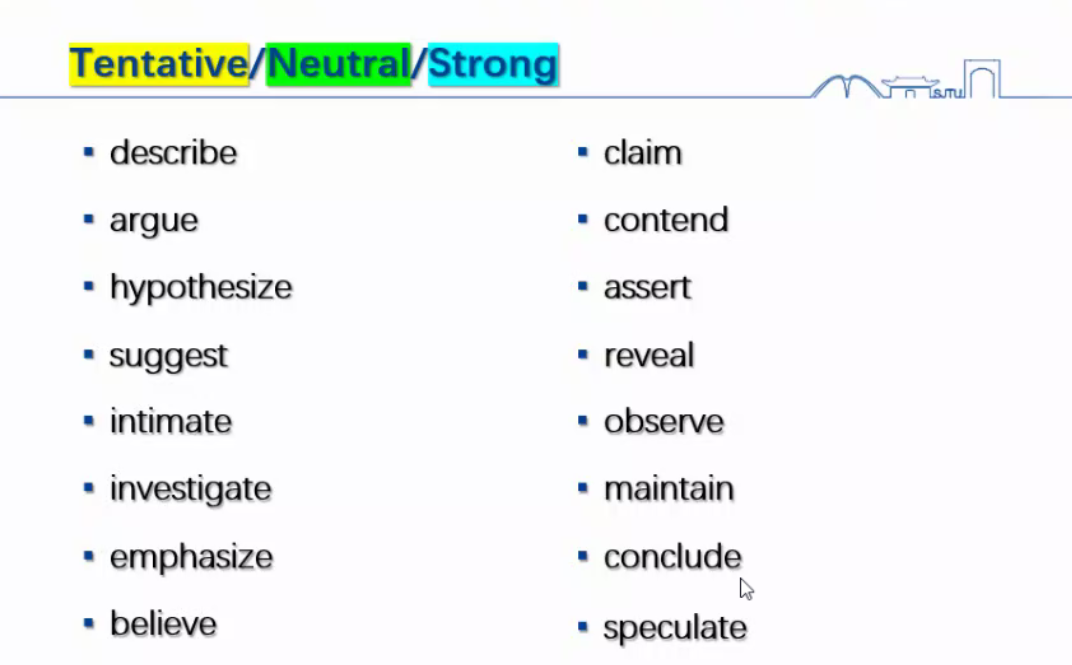 Tentative/Neutral/Strong
describe
argue
hypothesize
suggest
intimate
investigate
emphasize
believe
claim
contend
assert
reveal
observe
maintain
conclude
speculate